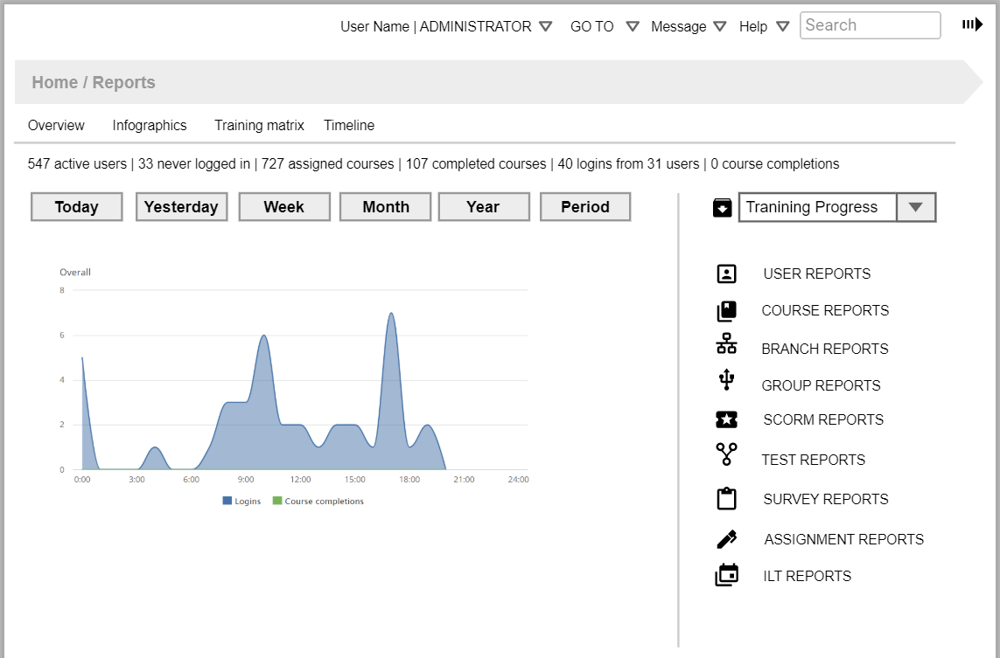 User Name | ADMINISTRATOR GO TO Message Help Search
Home / Reports
Overview Infographics Training matrix Timeline
547 active users | 33 never logged in | 727 assigned courses | 107 completed courses | 40 logins from 31 users | 0 course completions
Today Yesterday Week Month Year Period
Tranining Progress
Overall
8
6
4
2
0
0:00 3:00 6:00 9:00 12:00 15:00 18:00 21:00 24:00
Logins Course completions
USER REPORTS
COURSE REPORTS
BRANCH REPORTS
GROUP REPORTS
SCORM REPORTS
TEST REPORTS
SURVEY REPORTS
ASSIGNMENT REPORTS
ILT REPORTS